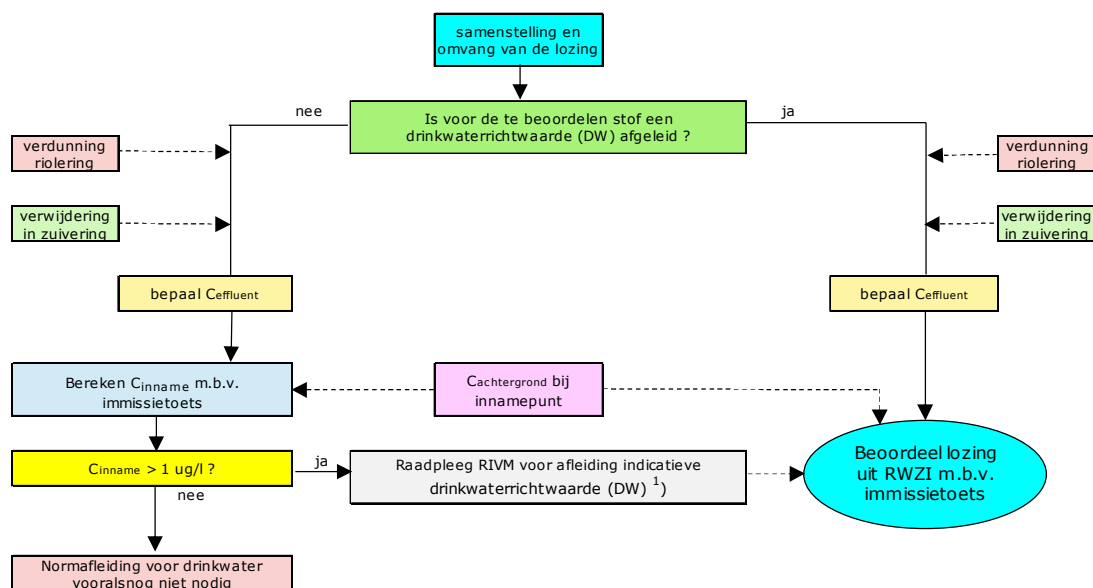 samenstelling en
omvang van de lozing
nee
Is voor de te beoordelen stof een
drinkwaterrichtwaarde (DW) afgeleid ?
ja
verdunning
riolering
verdunning
riolering
verwijdering
in zuivering
verwijdering
in zuivering
bepaal Ceffluent
bepaal Ceffluent
Bereken Cinname m.b.v.
immissietoets
Cachtergrond bij
innamepunt
Cinname > 1 ug/l ?
ja
nee
Raadpleeg RIVM voor afleiding indicatieve
drinkwaterrichtwaarde (DW) 1)
Beoordeel lozing
uit RWZI m.b.v.
immissietoets
Normafleiding voor drinkwater
vooralsnog niet nodig